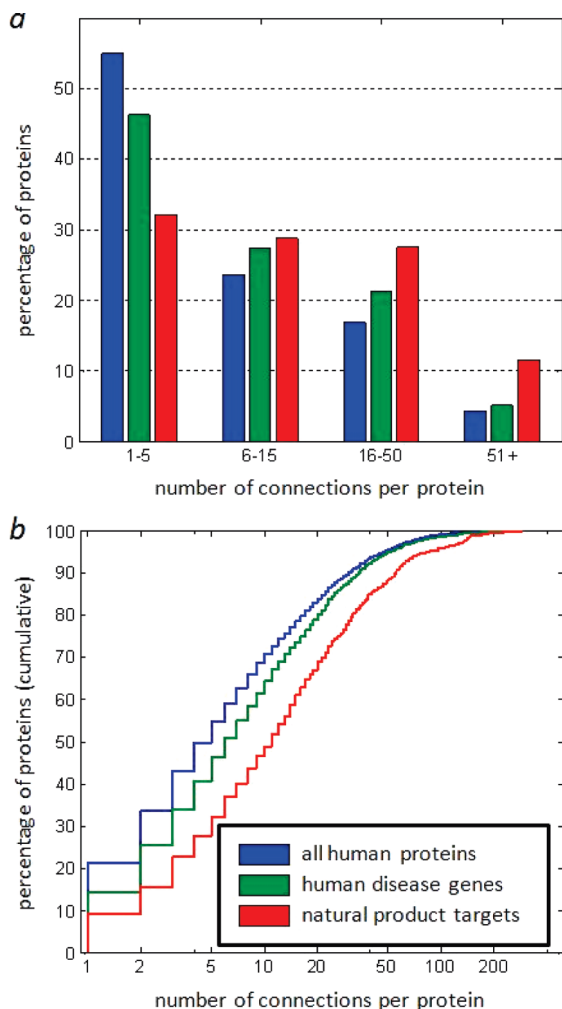 a
percentage of proteins
50
40
30
20
10
0
1-5 6-15 16-50 51+
number of connections per protein
b
percentage of proteins (cumulative)
100
90
80
70
60
50
40
30
20
10
0
1 2 5 10 20 50 100 200
all human proteins
human disease genes
natural product targets
number of connections per protein